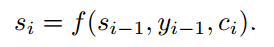 s_i = f(s_{i−1}, y_{i−1}, c_i).